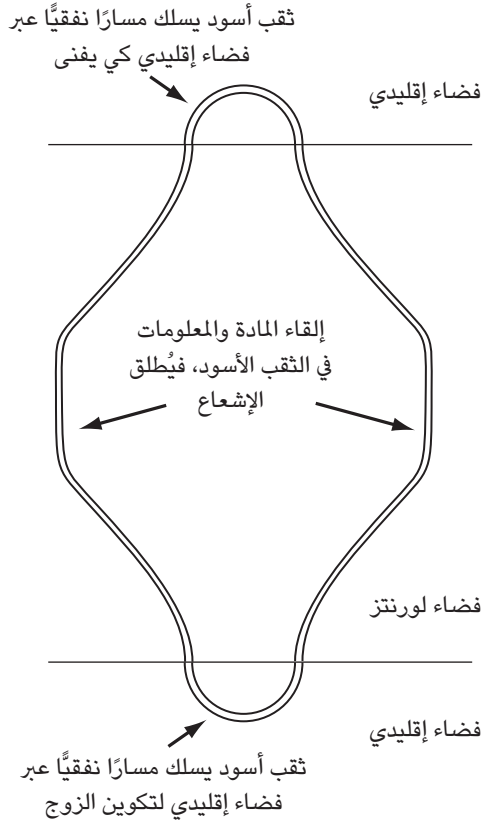 ثقب أسود يسلك مسارًا نفقيًّا عبر
فضاء إقليدي كي يفنى
فضاء إقليدي
إلقاء المادة والمعلومات
في الثقب الأسود، فيُطلق
الإشعاع
فضاء لورنتز
فضاء إقليدي
ثقب أسود يسلك مسارًا نفقيًّا عبر
فضاء إقليدي لتكوين الزوج